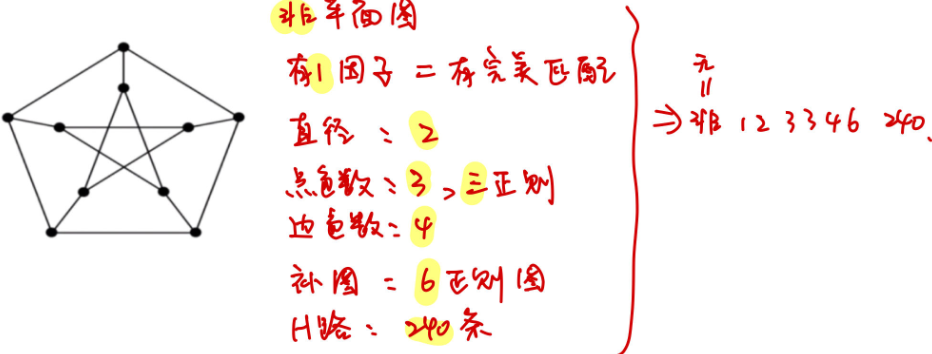 非平面图
有1因子 = 有完美匹配
直径：2
点色数：3，三正则
边色数：4
补图：6正则图
H路：240条
无
||
⇒ 非 1 2 3 3 4 6 240.